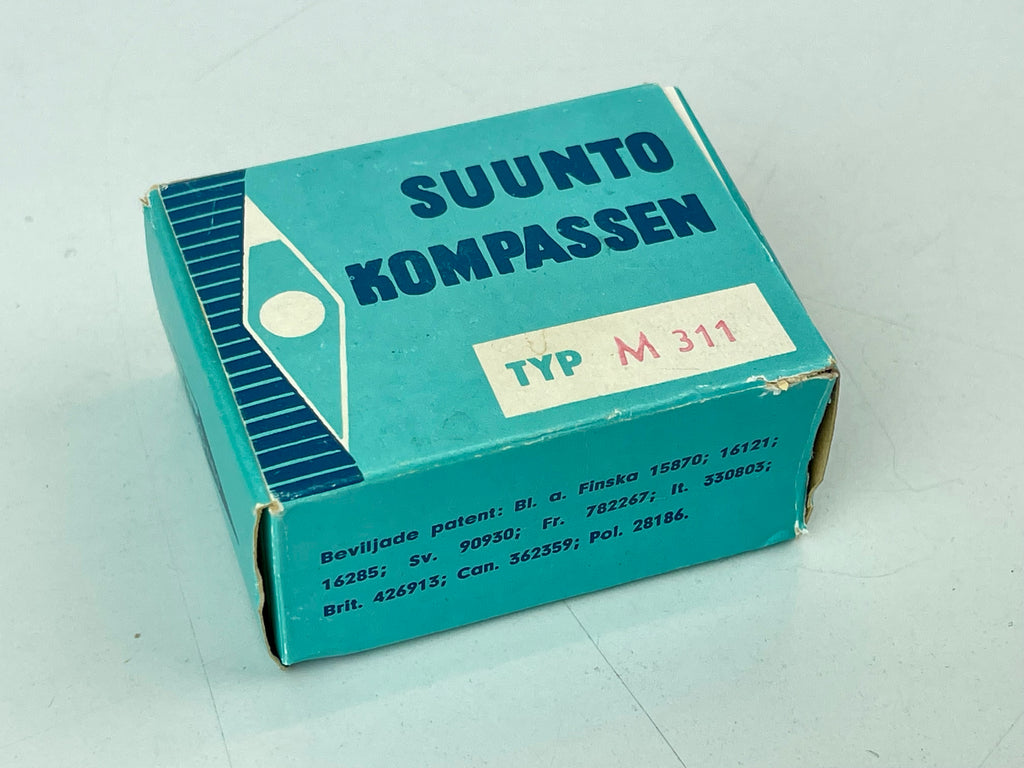 SUUNTO
KOMPASSEN
TYP M 311
Beviljade patent: Bl. a. Finska 15870; 16121;
16285; Sv. 90930; Fr. 782267; It. 330803;
Brit. 426913; Can. 362359; Pol. 28186.